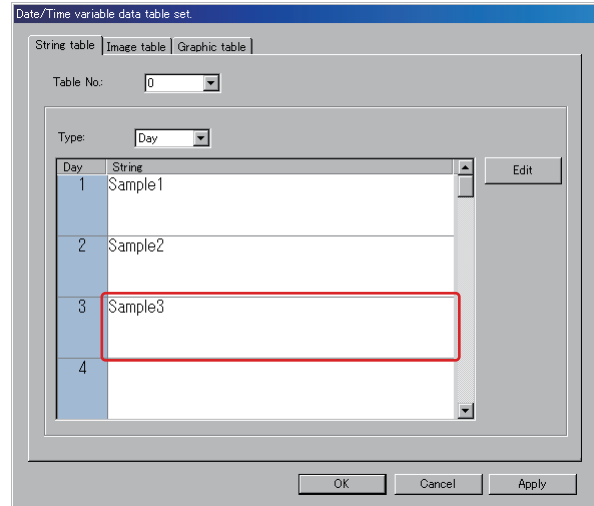 Date/Time variable data table set.
String table Image table Graphic table
Table No.: 0
Type: Day
Day String
Edit
1 Sample1
2 Sample2
3 Sample3
4
OK Cancel Apply